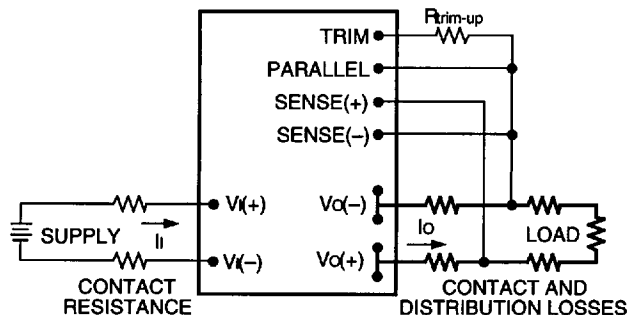 TRIM
Rtrim-up
PARALLEL
SENSE(+)
SENSE(−)
VI(+)
VO(−)
SUPPLY
II
IO
LOAD
VI(−)
VO(+)
CONTACT
RESISTANCE
CONTACT AND
DISTRIBUTION LOSSES